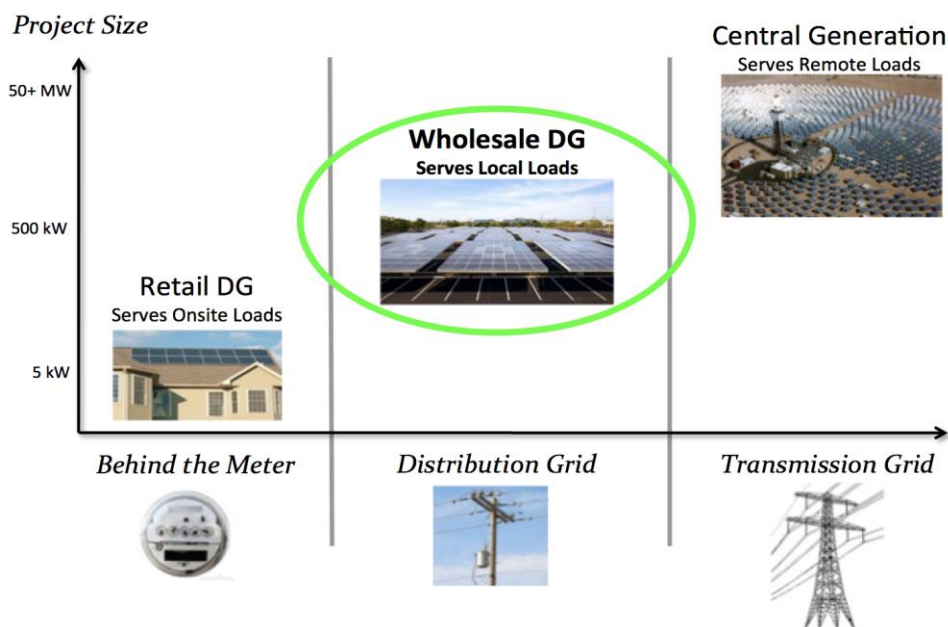 Project Size
Central Generation
Serves Remote Loads
50+ MW
Wholesale DG
Serves Local Loads
500 kW
Retail DG
Serves Onsite Loads
5 kW
Behind the Meter
Distribution Grid
Transmission Grid